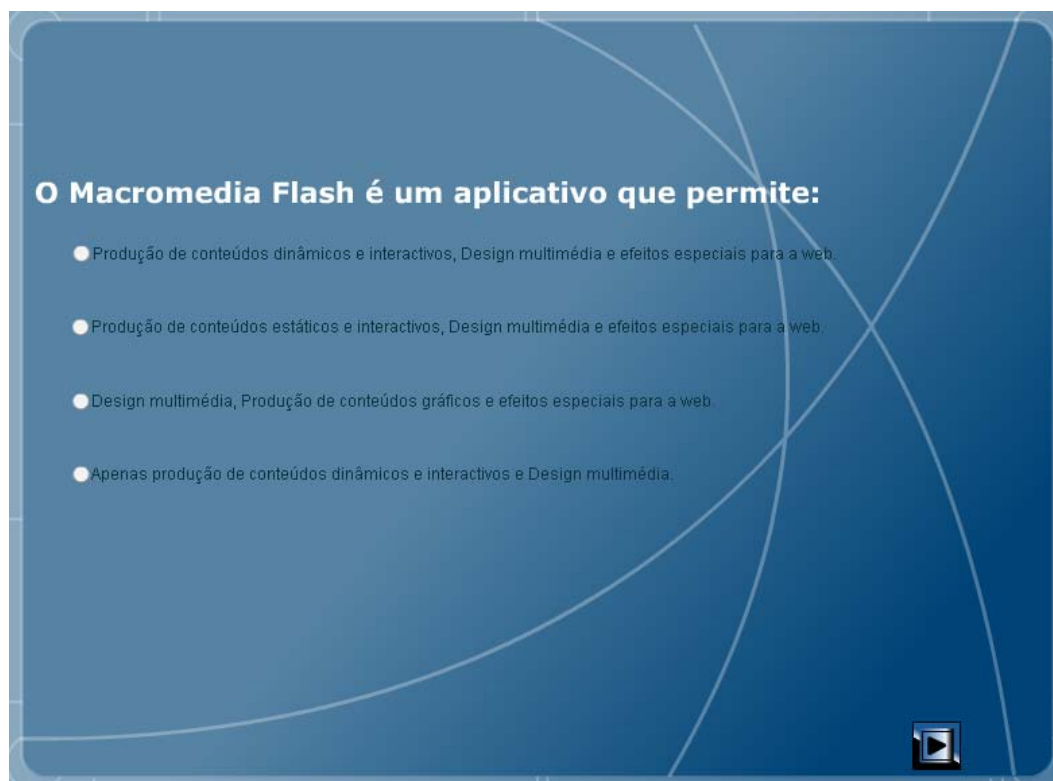 O Macromedia Flash é um aplicativo que permite:
Produção de conteúdos dinâmicos e interactivos, Design multimédia e efeitos especiais para a web.
Produção de conteúdos estáticos e interactivos, Design multimédia e efeitos especiais para a web.
Design multimédia, Produção de conteúdos gráficos e efeitos especiais para a web.
Apenas produção de conteúdos dinâmicos e interactivos e Design multimédia.